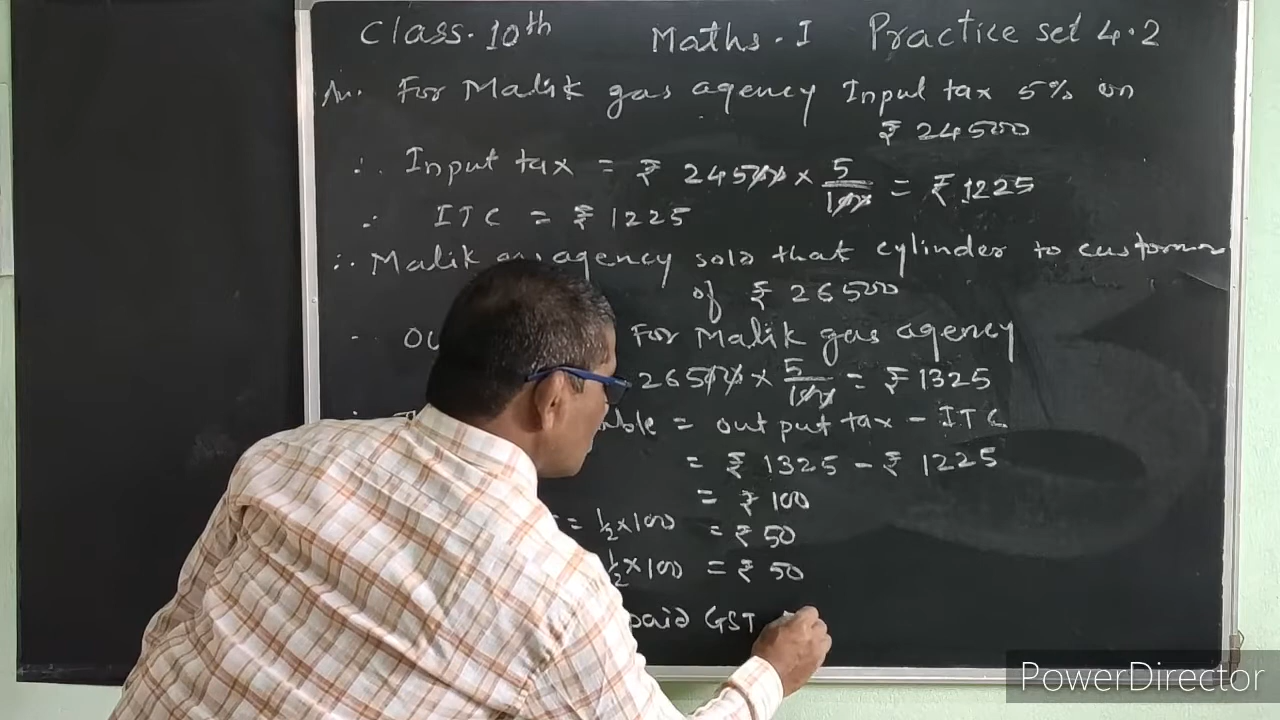 Class. 10th Maths. I Practice set 4.2
An. For Malik gas agency Input tax 5% on
₹ 24500
∴ Input tax = ₹ 24500 × 5/100 = ₹ 1225
∴ ITC = ₹ 1225
∴ Malik agency sold that cylinder to customer
of ₹ 26500
For Malik gas agency
26500 × 5/100 = ₹ 1325
= out put tax - ITC
= ₹ 1325 - ₹ 1225
= ₹ 100
= 1/2 × 100 = ₹ 50
1/2 × 100 = ₹ 50
paid GST
PowerDirector